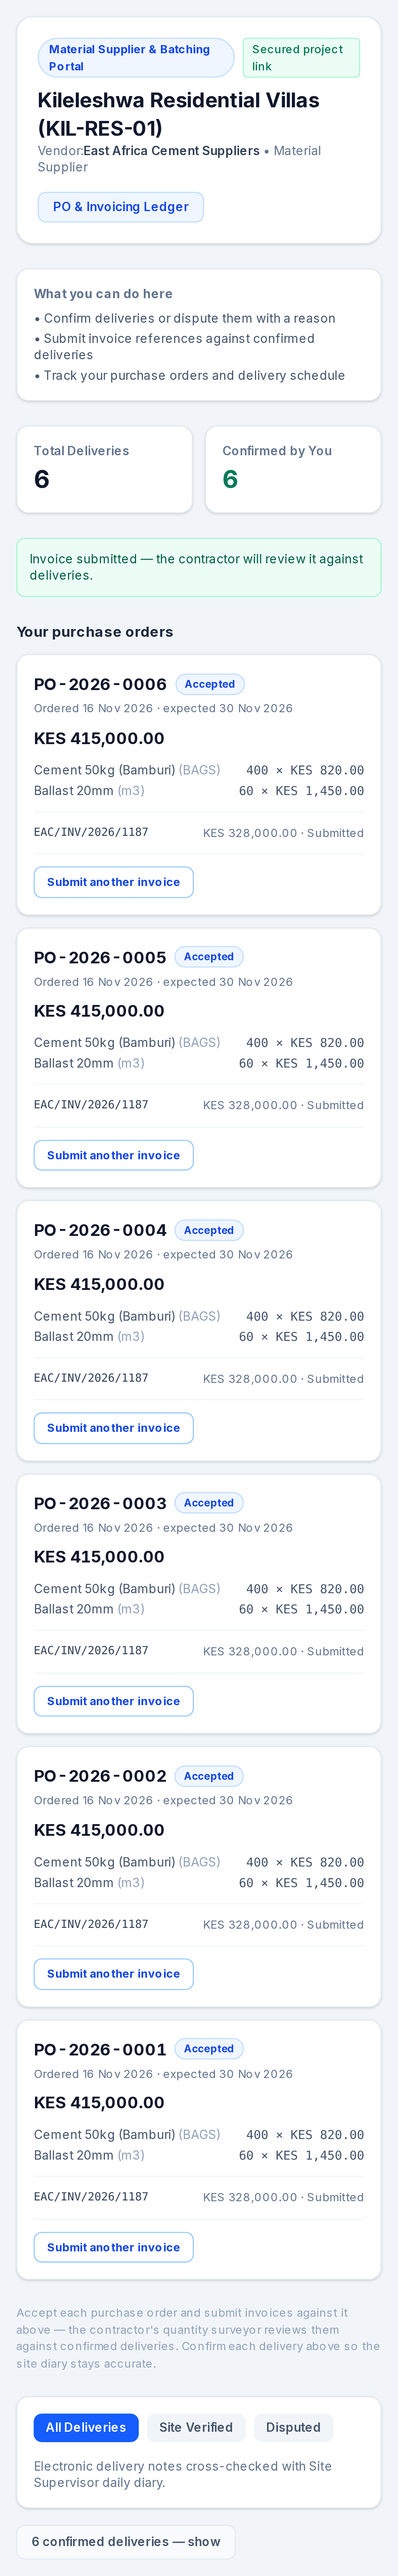 Material Supplier & Batching
Portal
Secured project
link
Kileleshwa Residential Villas
(KIL-RES-01)
Vendor:East Africa Cement Suppliers • Material
Supplier
PO & Invoicing Ledger
What you can do here
• Confirm deliveries or dispute them with a reason
• Submit invoice references against confirmed
deliveries
• Track your purchase orders and delivery schedule
Total Deliveries
6
Confirmed by You
6
Invoice submitted — the contractor will review it against
deliveries.
Your purchase orders
PO-2026-0006 Accepted
Ordered 16 Nov 2026 · expected 30 Nov 2026
KES 415,000.00
Cement 50kg (Bamburi) (BAGS) 400 × KES 820.00
Ballast 20mm (m3) 60 × KES 1,450.00
EAC/INV/2026/1187 KES 328,000.00 · Submitted
Submit another invoice
PO-2026-0005 Accepted
Ordered 16 Nov 2026 · expected 30 Nov 2026
KES 415,000.00
Cement 50kg (Bamburi) (BAGS) 400 × KES 820.00
Ballast 20mm (m3) 60 × KES 1,450.00
EAC/INV/2026/1187 KES 328,000.00 · Submitted
Submit another invoice
PO-2026-0004 Accepted
Ordered 16 Nov 2026 · expected 30 Nov 2026
KES 415,000.00
Cement 50kg (Bamburi) (BAGS) 400 × KES 820.00
Ballast 20mm (m3) 60 × KES 1,450.00
EAC/INV/2026/1187 KES 328,000.00 · Submitted
Submit another invoice
PO-2026-0003 Accepted
Ordered 16 Nov 2026 · expected 30 Nov 2026
KES 415,000.00
Cement 50kg (Bamburi) (BAGS) 400 × KES 820.00
Ballast 20mm (m3) 60 × KES 1,450.00
EAC/INV/2026/1187 KES 328,000.00 · Submitted
Submit another invoice
PO-2026-0002 Accepted
Ordered 16 Nov 2026 · expected 30 Nov 2026
KES 415,000.00
Cement 50kg (Bamburi) (BAGS) 400 × KES 820.00
Ballast 20mm (m3) 60 × KES 1,450.00
EAC/INV/2026/1187 KES 328,000.00 · Submitted
Submit another invoice
PO-2026-0001 Accepted
Ordered 16 Nov 2026 · expected 30 Nov 2026
KES 415,000.00
Cement 50kg (Bamburi) (BAGS) 400 × KES 820.00
Ballast 20mm (m3) 60 × KES 1,450.00
EAC/INV/2026/1187 KES 328,000.00 · Submitted
Submit another invoice
Accept each purchase order and submit invoices against it
above — the contractor's quantity surveyor reviews them
against confirmed deliveries. Confirm each delivery above so the
site diary stays accurate.
All Deliveries Site Verified Disputed
Electronic delivery notes cross-checked with Site
Supervisor daily diary.
6 confirmed deliveries — show